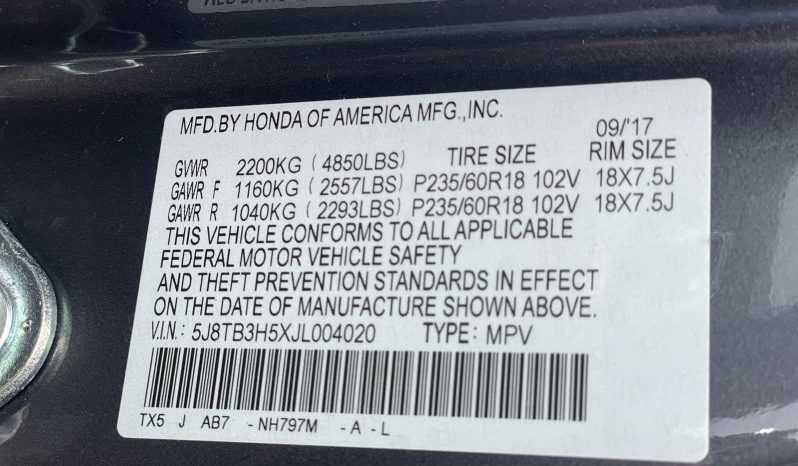 MFD.BY HONDA OF AMERICA MFG.,INC.
09/'17
GVWR 2200KG (4850LBS) TIRE SIZE RIM SIZE
GAWR F 1160KG (2557LBS) P235/60R18 102V 18X7.5J
GAWR R 1040KG (2293LBS) P235/60R18 102V 18X7.5J
THIS VEHICLE CONFORMS TO ALL APPLICABLE
FEDERAL MOTOR VEHICLE SAFETY
AND THEFT PREVENTION STANDARDS IN EFFECT
ON THE DATE OF MANUFACTURE SHOWN ABOVE.
V.I.N: 5J8TB3H5XJL004020 TYPE: MPV
TX5 J AB7 -NH797M -A-L